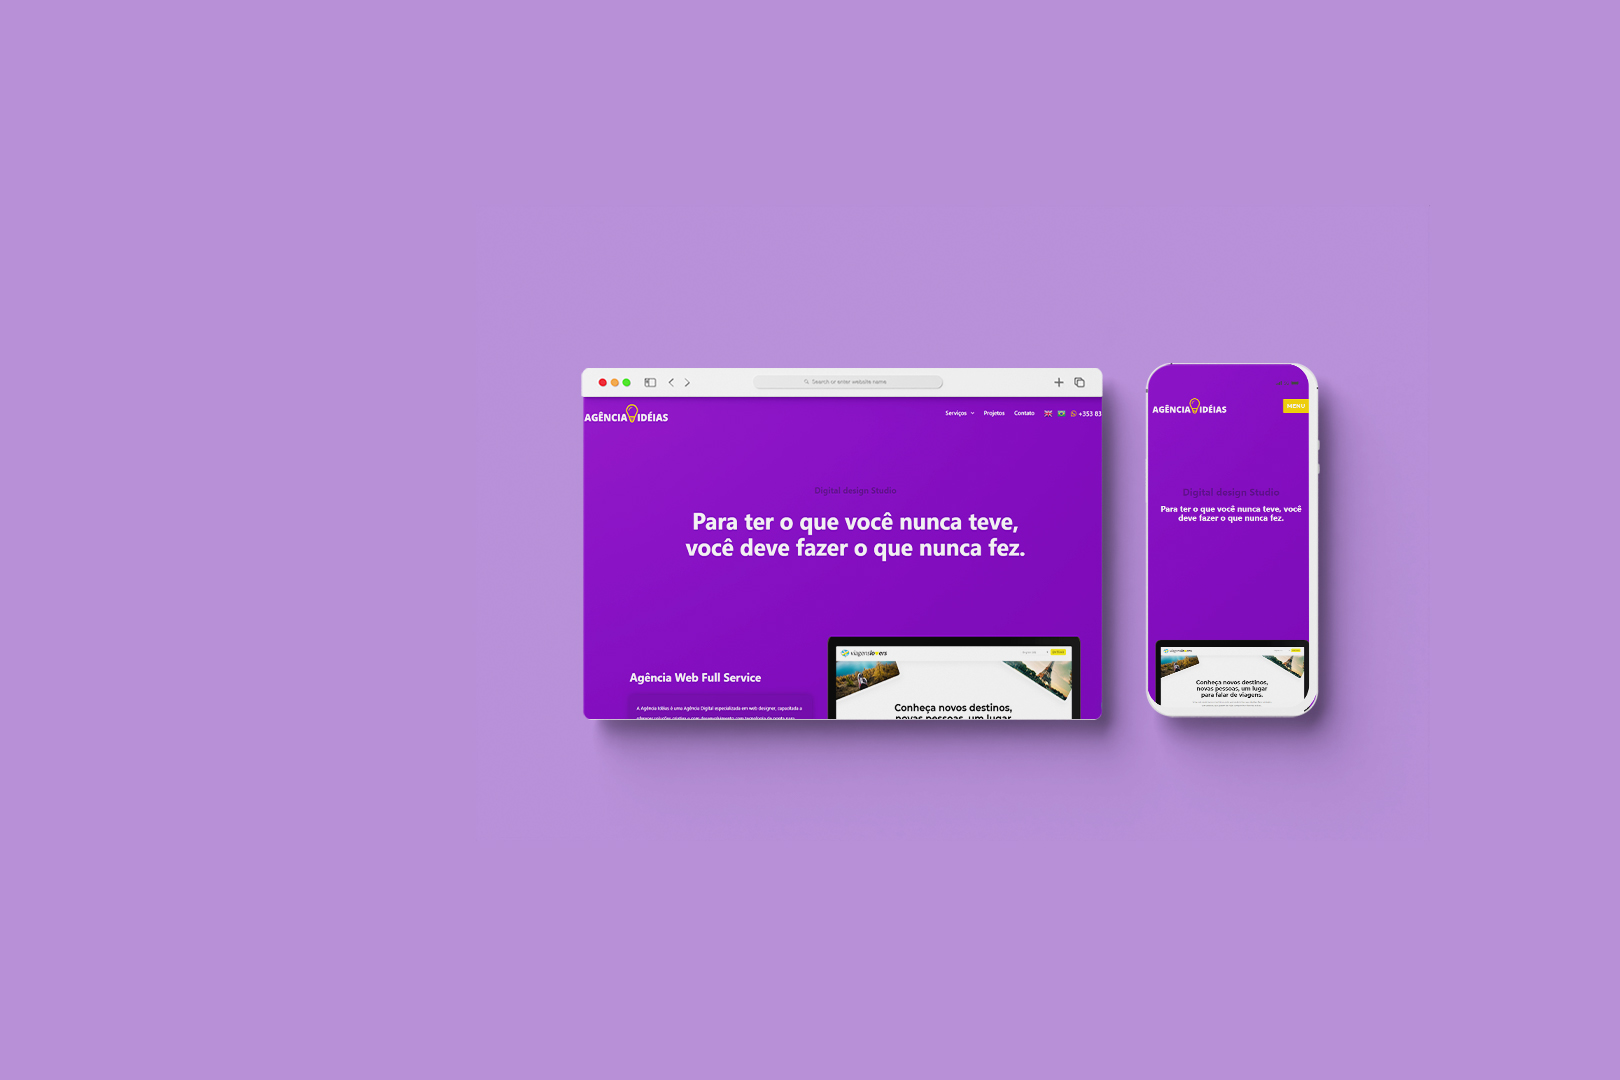 Search or enter website name
AGÊNCIA IDÉIAS
Serviços
Projetos
Contato
+353 83
Digital design Studio
Para ter o que você nunca teve,
você deve fazer o que nunca fez.
Agência Web Full Service
A Agência Idéias é uma Agência Digital especializada em web designer, capacitada a
viagenslovers
Conheça novos destinos,
novas pessoas, um lugar
AGÊNCIA IDÉIAS
MENU
Digital design Studio
Para ter o que você nunca teve, você
deve fazer o que nunca fez.
viagenslovers
Conheça novos destinos,
novas pessoas, um lugar
para falar de viagens.